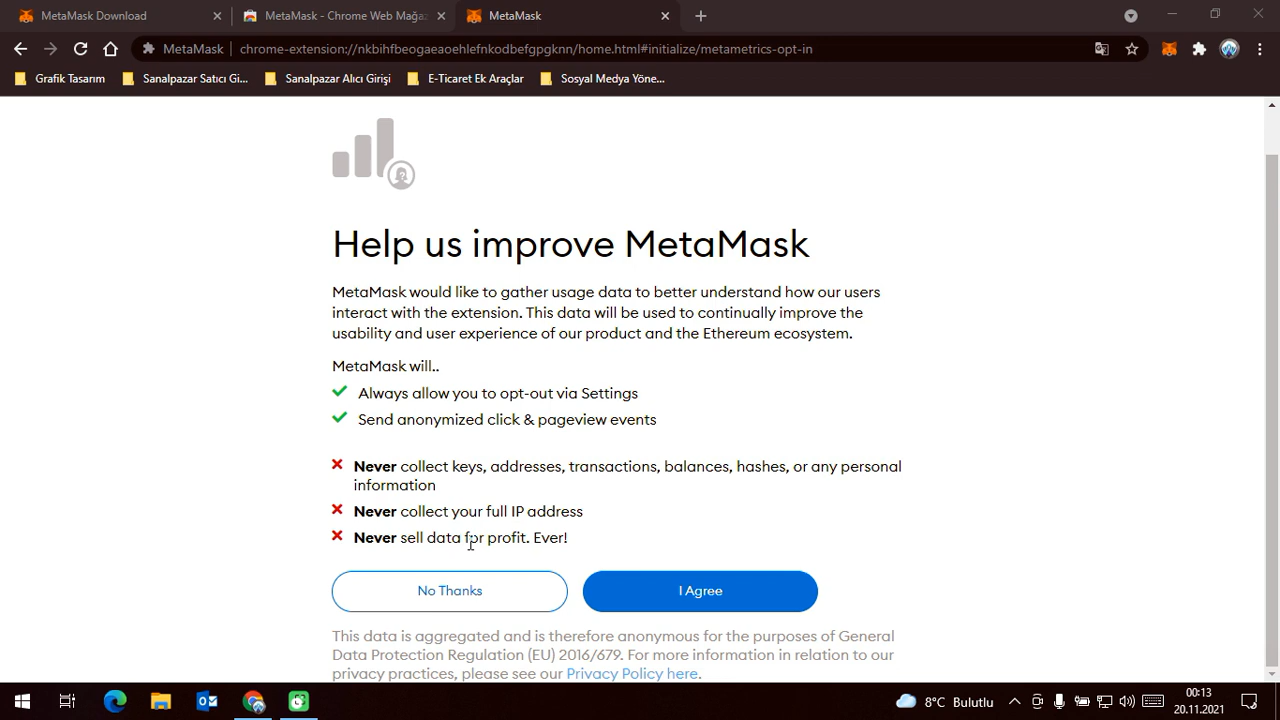 MetaMask Download
MetaMask - Chrome Web Mağaz
MetaMask
MetaMask
chrome-extension://nkbihfbeogaeaoehlefnkodbefgpgknn/home.html#initialize/metametrics-opt-in
Grafik Tasarım
Sanalpazar Satıcı Gi...
Sanalpazar Alıcı Girişi
E-Ticaret Ek Araçlar
Sosyal Medya Yöne...
Help us improve MetaMask
MetaMask would like to gather usage data to better understand how our users
interact with the extension. This data will be used to continually improve the
usability and user experience of our product and the Ethereum ecosystem.
MetaMask will..
Always allow you to opt-out via Settings
Send anonymized click & pageview events
Never collect keys, addresses, transactions, balances, hashes, or any personal
information
Never collect your full IP address
Never sell data for profit. Ever!
No Thanks
I Agree
This data is aggregated and is therefore anonymous for the purposes of General
Data Protection Regulation (EU) 2016/679. For more information in relation to our
privacy practices, please see our Privacy Policy here.
8°C Bulutlu
00:13
20.11.2021